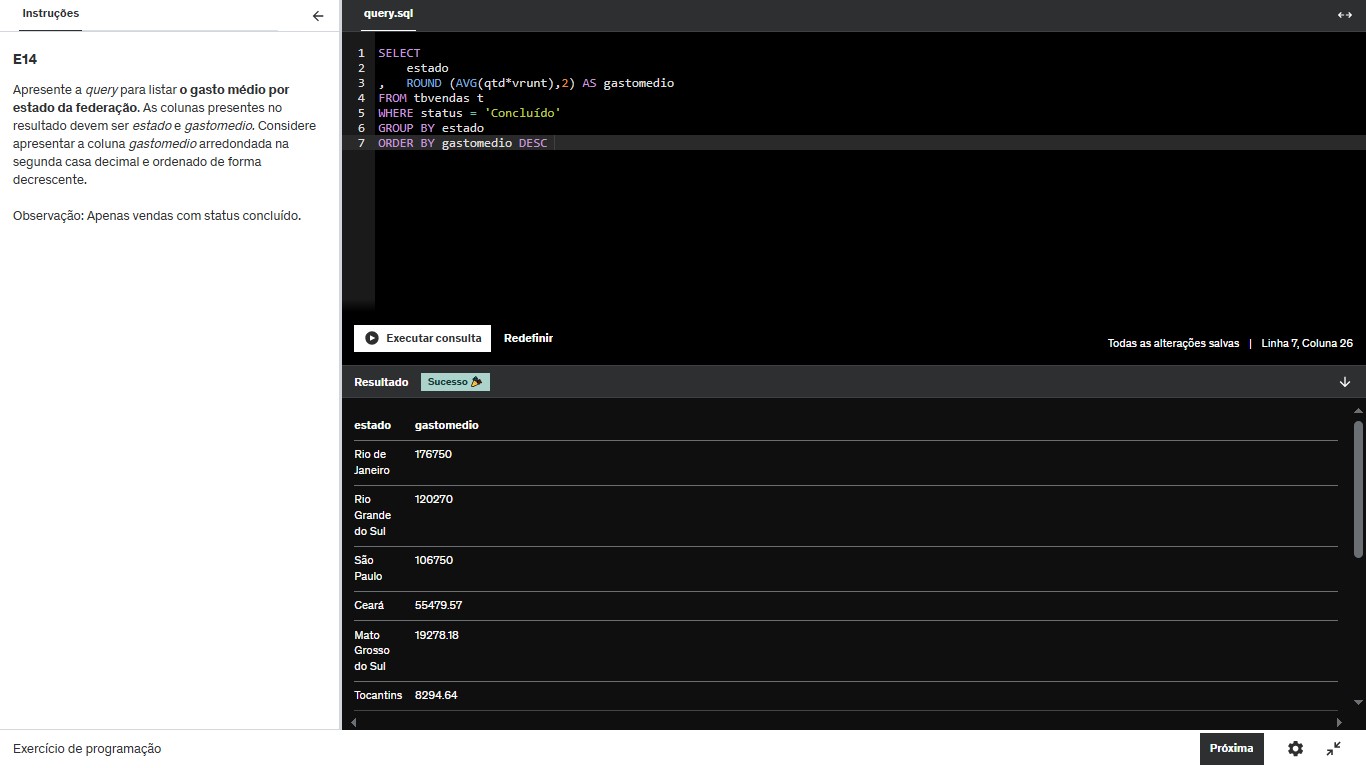 Instruções
E14
Apresente a query para listar o gasto médio por
estado da federação. As colunas presentes no
resultado devem ser estado e gastomedio. Considere
apresentar a coluna gastomedio arredondada na
segunda casa decimal e ordenado de forma
decrescente.
Observação: Apenas vendas com status concluído.
query.sql
1 SELECT
2 estado
3 , ROUND (AVG(qtd*vrunt),2) AS gastomedio
4 FROM tbvendas t
5 WHERE status = 'Concluído'
6 GROUP BY estado
7 ORDER BY gastomedio DESC
Executar consulta
Redefinir
Todas as alterações salvas | Linha 7, Coluna 26
Resultado
Sucesso
estado gastomedio
Rio de
Janeiro
176750
Rio
Grande
do Sul
120270
São
Paulo
106750
Ceará 55479.57
Mato
Grosso
do Sul
19278.18
Tocantins 8294.64
Exercício de programação
Próxima